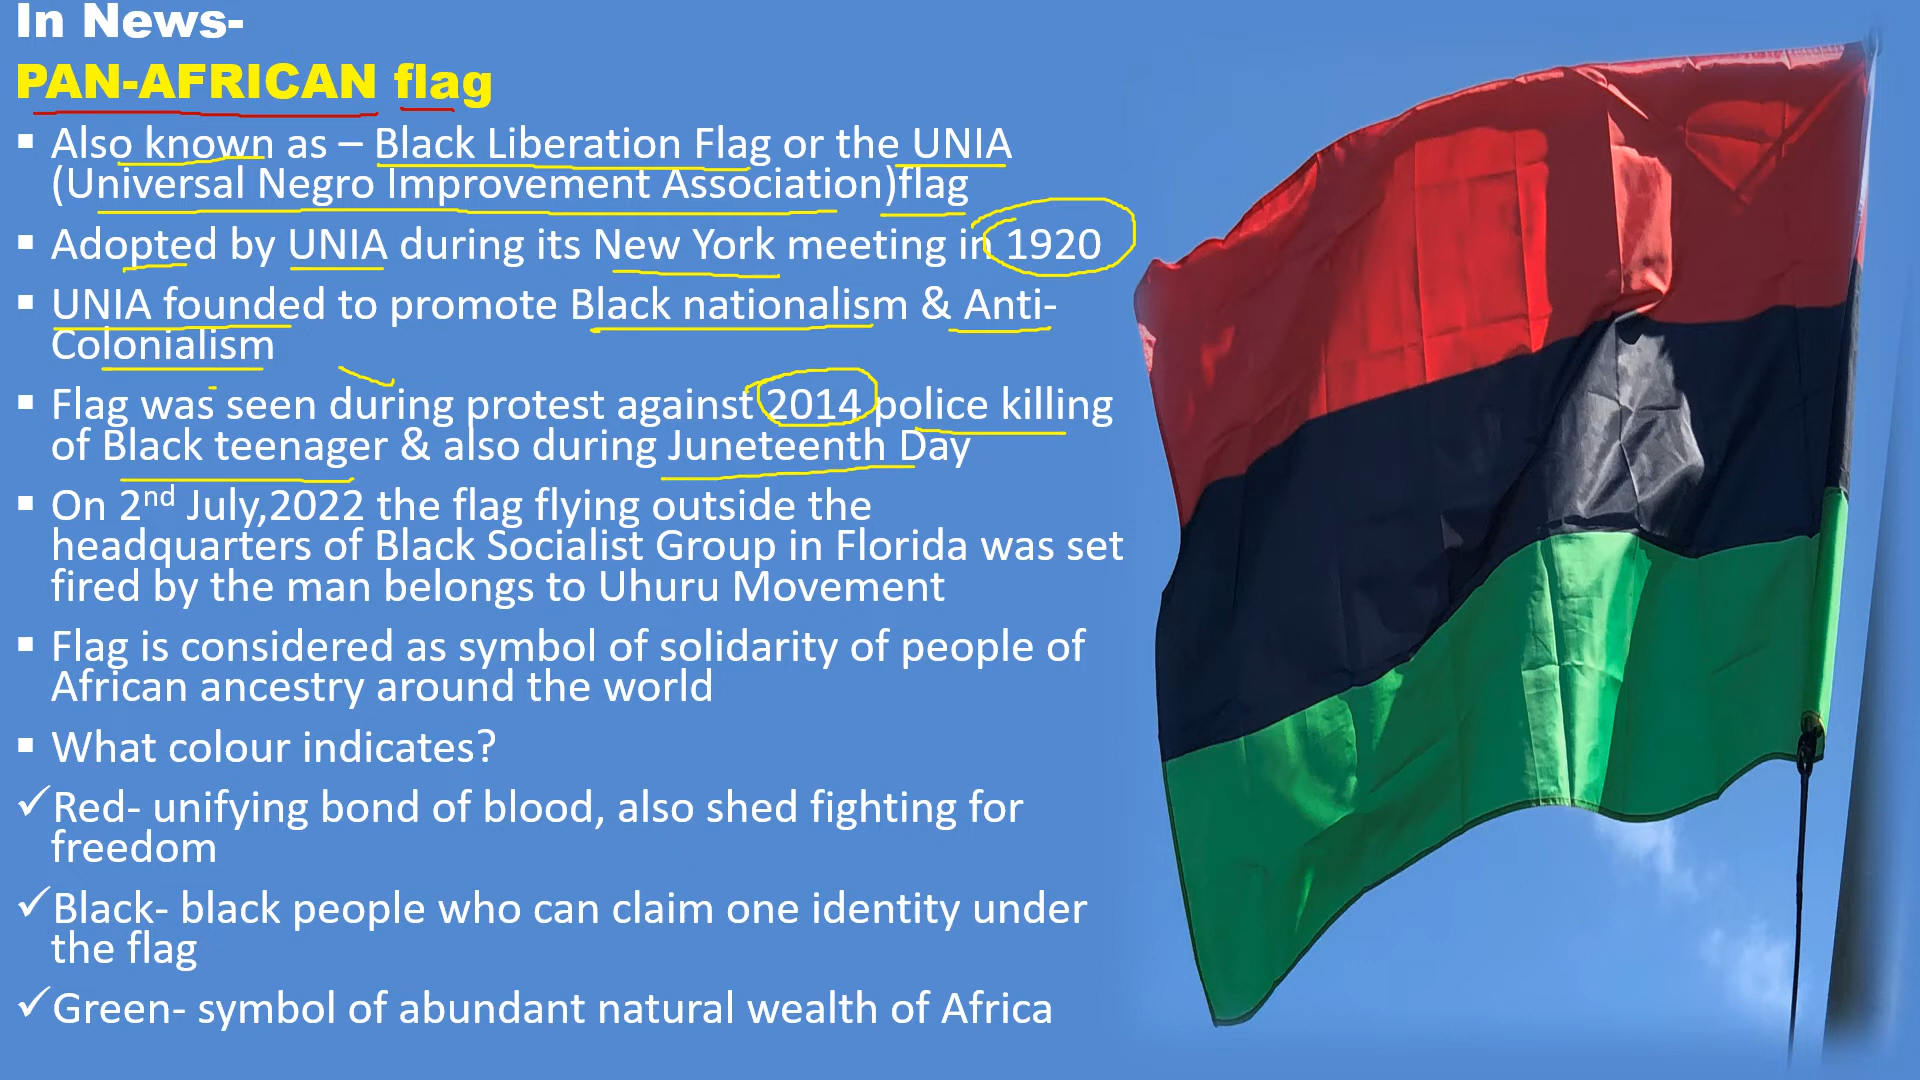 In News-
PAN-AFRICAN flag
▪ Also known as – Black Liberation Flag or the UNIA
(Universal Negro Improvement Association)flag
▪ Adopted by UNIA during its New York meeting in 1920
▪ UNIA founded to promote Black nationalism & Anti-
Colonialism
▪ Flag was seen during protest against 2014 police killing
of Black teenager & also during Juneteenth Day
▪ On 2nd July,2022 the flag flying outside the
headquarters of Black Socialist Group in Florida was set
fired by the man belongs to Uhuru Movement
▪ Flag is considered as symbol of solidarity of people of
African ancestry around the world
▪ What colour indicates?
✓Red- unifying bond of blood, also shed fighting for
freedom
✓Black- black people who can claim one identity under
the flag
✓Green- symbol of abundant natural wealth of Africa